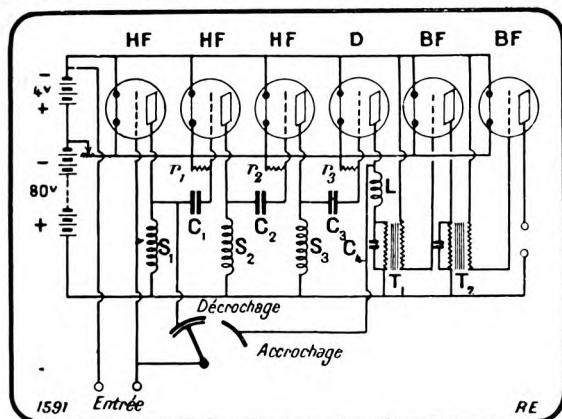 HF HF HF D BF BF
−
4v
+
−
80v
+
r1 r2 r3
L
C1 C2 C3
S1 S2 S3
C4
T1 T2
Décrochage
Accrochage
1591 Entrée RE